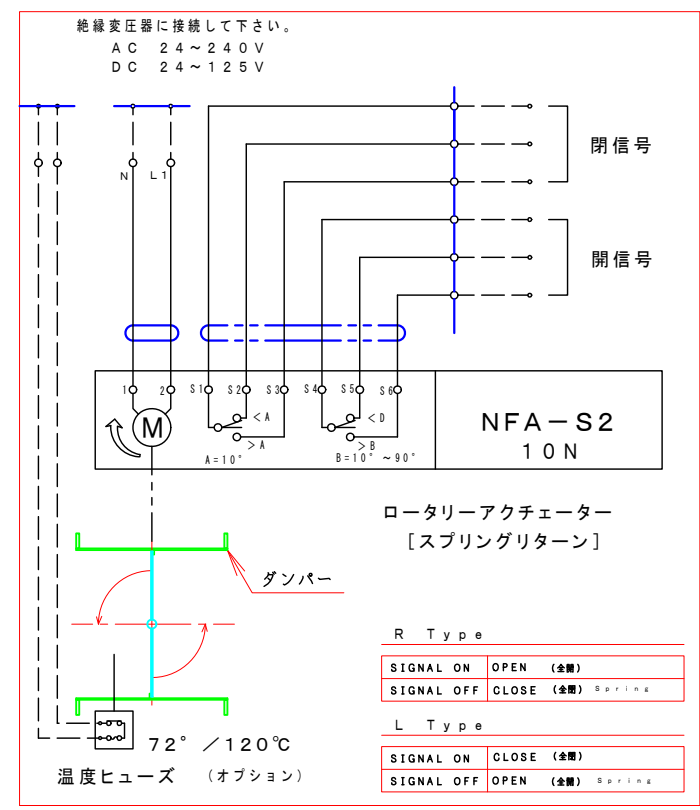 絶縁変圧器に接続して下さい。
AC 24～240V
DC 24～125V
閉信号
N L1
開信号
1 2 S1 S2 S3 S4 S5 S6
<A <D
M
>A >B
A=10° B=10°～90°
NFA－S2
10N
ロータリーアクチェーター
[スプリングリターン]
ダンパー
R Type
SIGNAL ON OPEN (全開)
SIGNAL OFF CLOSE (全閉) Spring
L Type
SIGNAL ON CLOSE (全閉)
SIGNAL OFF OPEN (全開) Spring
72°／120℃
温度ヒューズ (オプション)